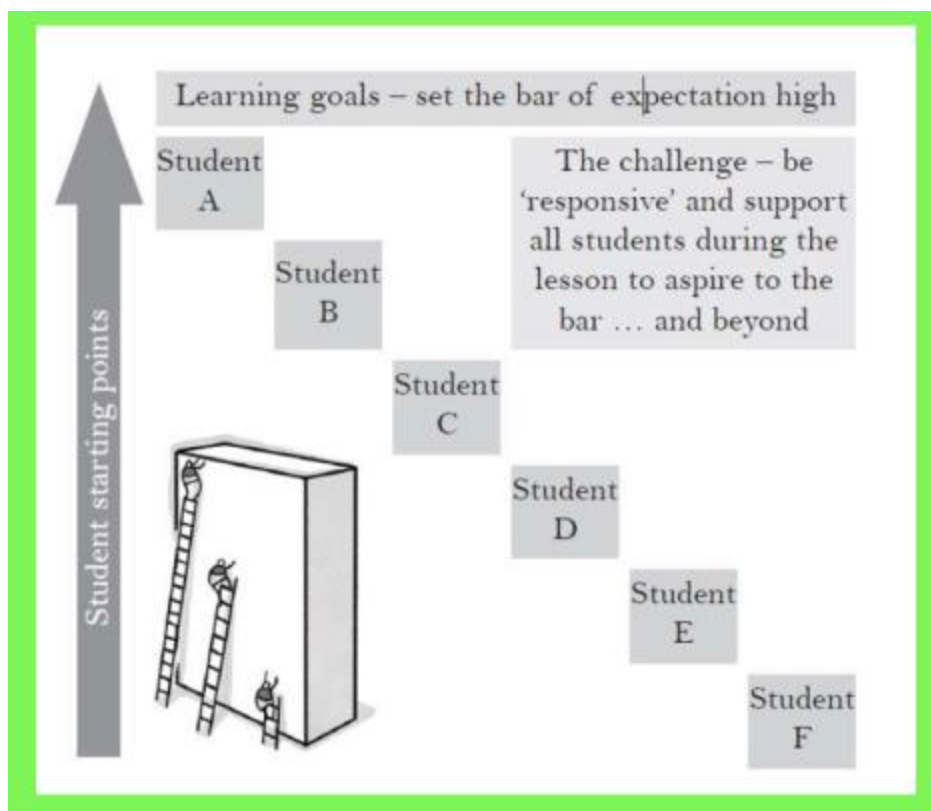 Learning goals – set the bar of expectation high
Student
A
The challenge – be
‘responsive’ and support
all students during the
lesson to aspire to the
bar ... and beyond
Student
B
Student
C
Student
D
Student
E
Student
F
Student starting points